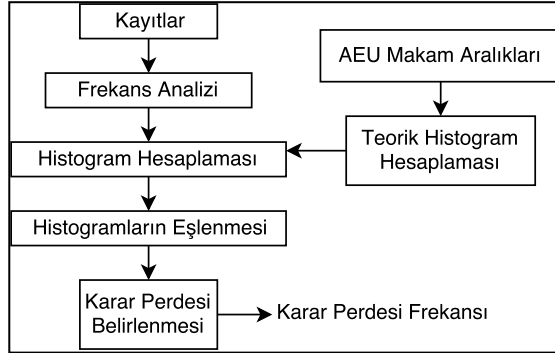 Kayıtlar
AEU Makam Aralıkları
Frekans Analizi
Teorik Histogram
Hesaplaması
Histogram Hesaplaması
Histogramların Eşlenmesi
Karar Perdesi
Belirlenmesi
Karar Perdesi Frekansı